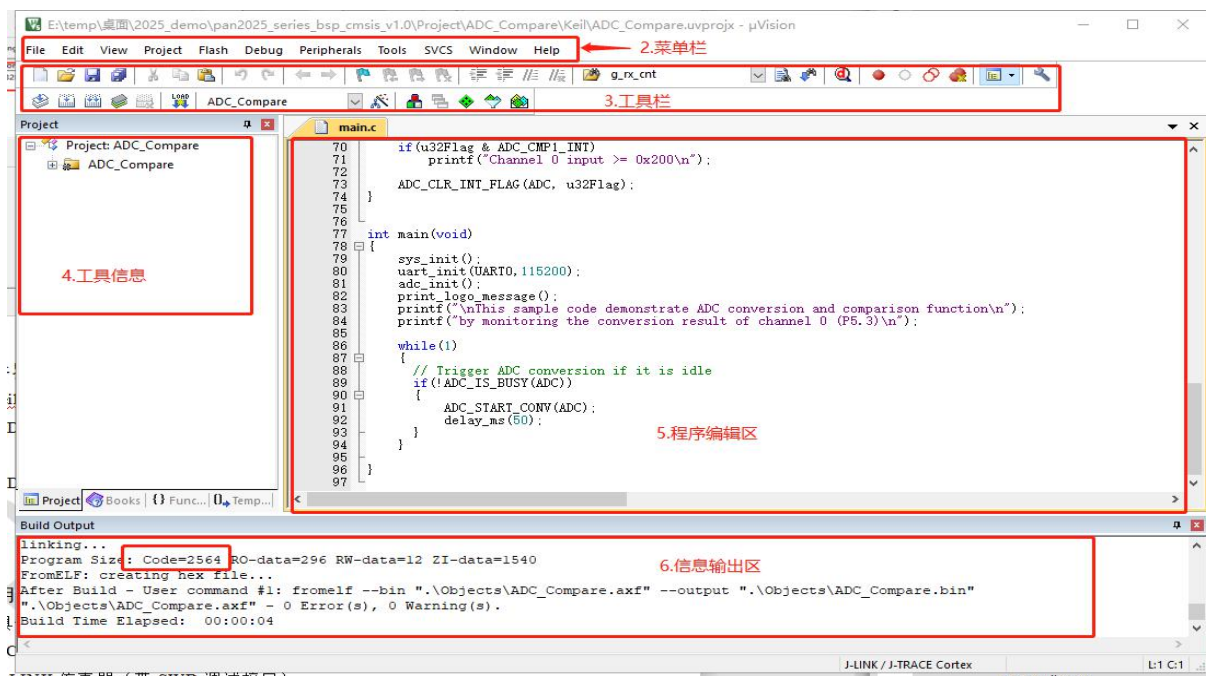 E:\temp\桌面\2025_demo\pan2025_series_bsp_cmsis_v1.0\Project\ADC_Compare\Keil\ADC_Compare.uvprojx - µVision
File Edit View Project Flash Debug Peripherals Tools SVCS Window Help
2.菜单栏
g_rx_cnt
LOAD
ADC_Compare
3.工具栏
Project
main.c
Project: ADC_Compare
ADC_Compare
4.工具信息
70 if(u32Flag & ADC_CMP1_INT)
71 printf("Channel 0 input >= 0x200\n");
72
73 ADC_CLR_INT_FLAG(ADC, u32Flag);
74 }
75
76
77 int main(void)
78 {
79 sys_init();
80 uart_init(UART0,115200);
81 adc_init();
82 print_logo_message();
83 printf("\nThis sample code demonstrate ADC conversion and comparison function\n");
84 printf("by monitoring the conversion result of channel 0 (P5.3)\n");
85
86 while(1)
87 {
88 // Trigger ADC conversion if it is idle
89 if(!ADC_IS_BUSY(ADC))
90 {
91 ADC_START_CONV(ADC);
92 delay_ms(50);
93 }
94 }
95
96 }
97
5.程序编辑区
Project Books {} Func... 0 Temp...
Build Output
linking...
Program Size: Code=2564 RO-data=296 RW-data=12 ZI-data=1540
FromELF: creating hex file...
After Build - User command #1: fromelf --bin ".\Objects\ADC_Compare.axf" --output ".\Objects\ADC_Compare.bin"
".\Objects\ADC_Compare.axf" - 0 Error(s), 0 Warning(s).
Build Time Elapsed: 00:00:04
6.信息输出区
J-LINK / J-TRACE Cortex L:1 C:1